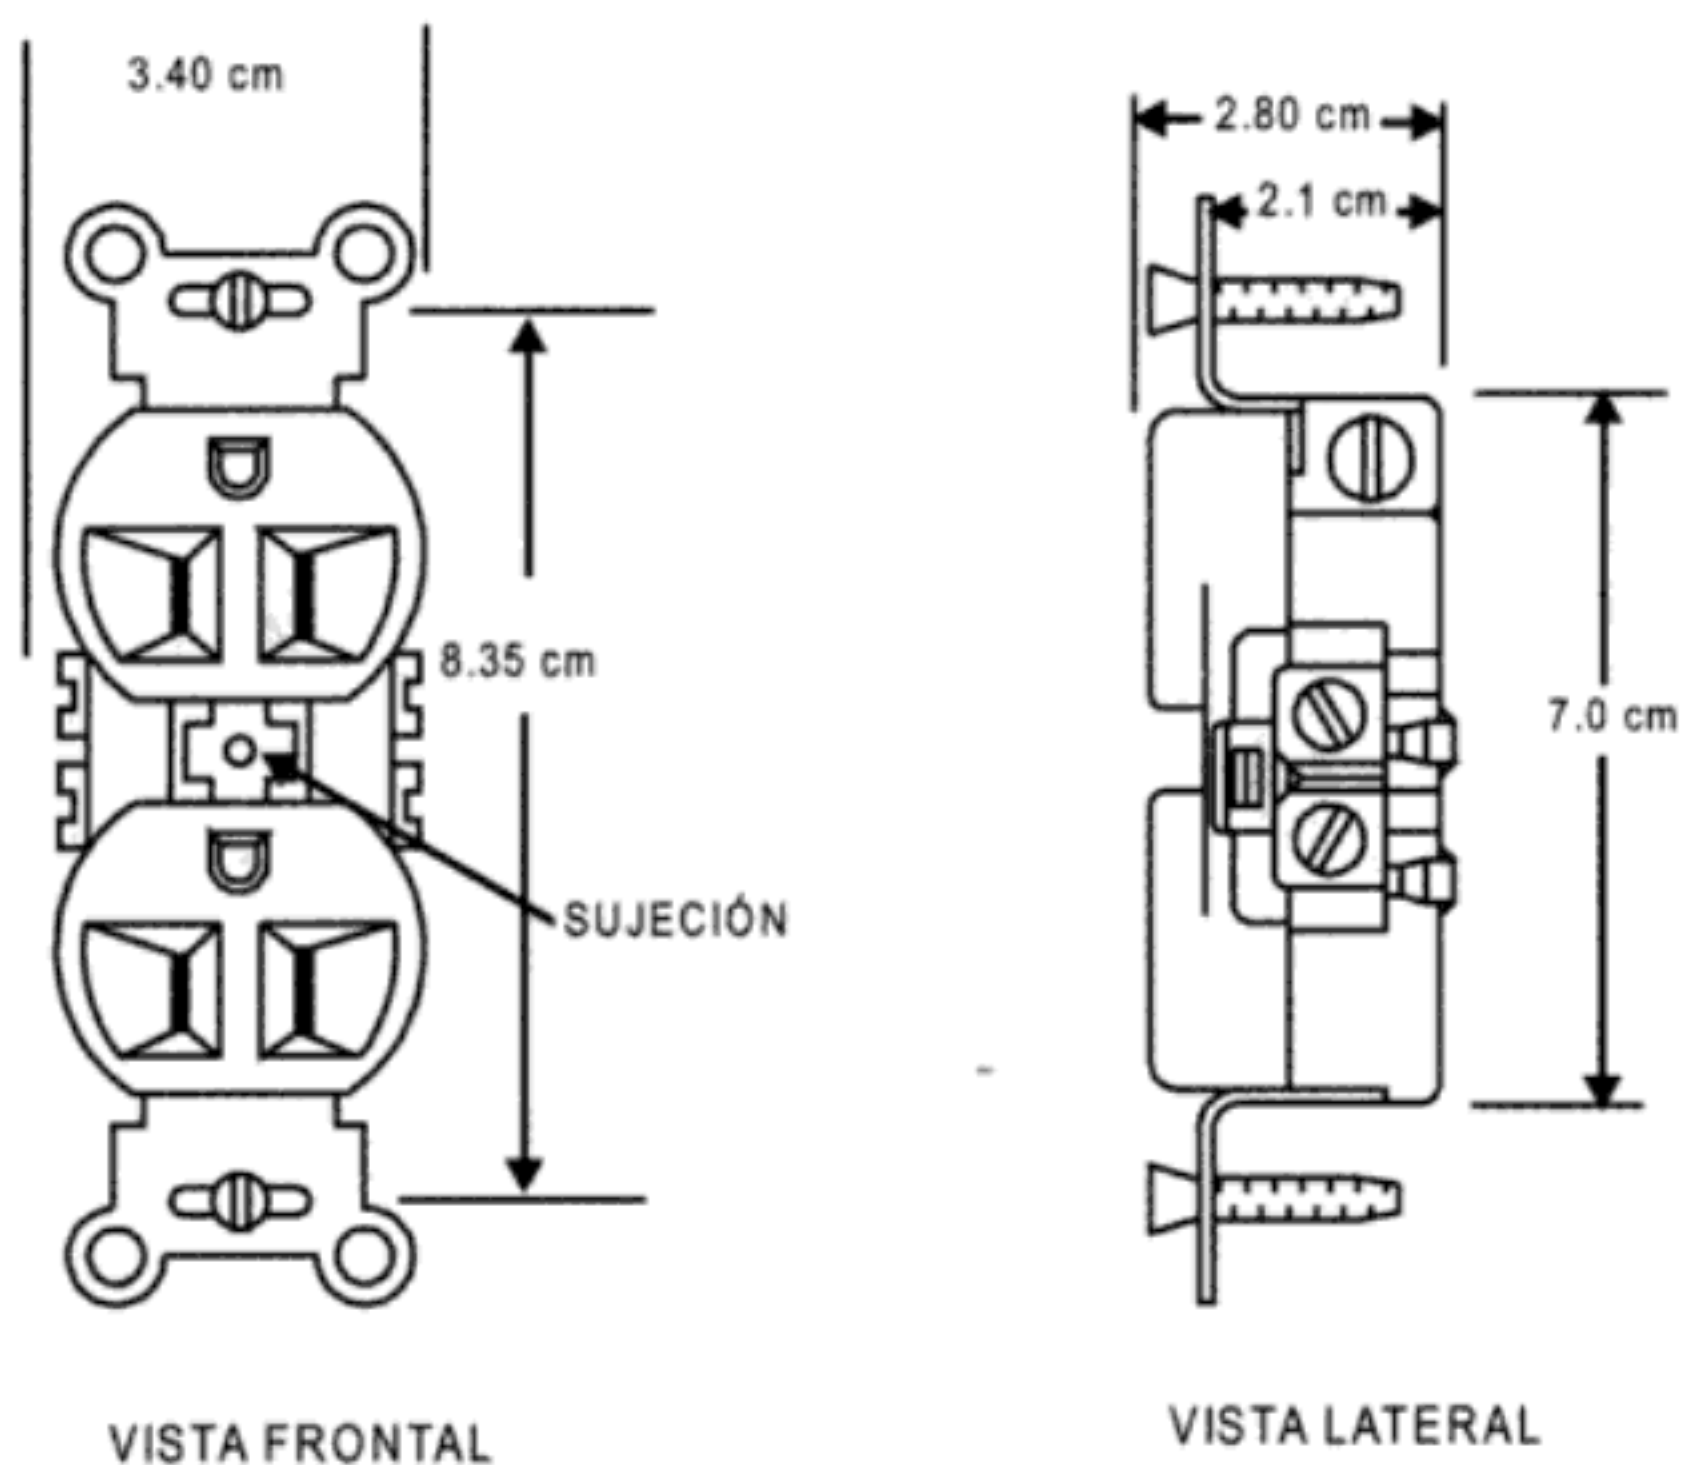 3.40 cm
2.80 cm
2.1 cm
8.35 cm
7.0 cm
SUJECIÓN
VISTA FRONTAL
VISTA LATERAL